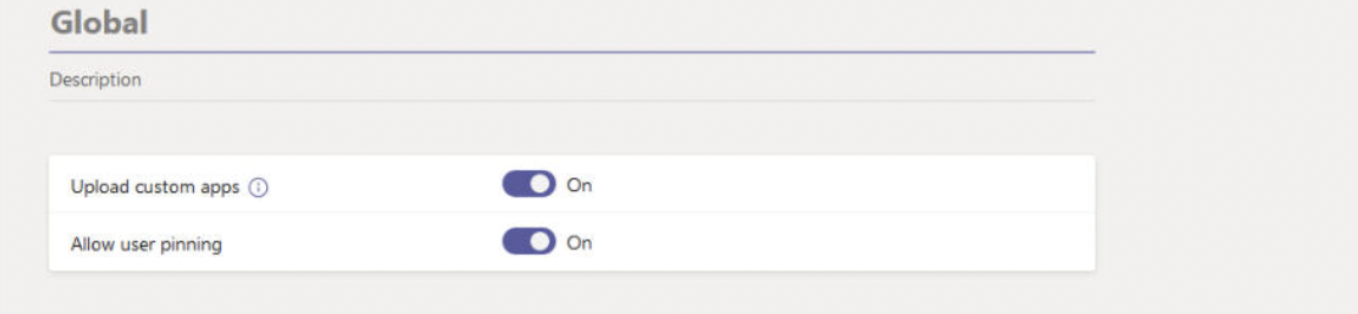 Global
Description
Upload custom apps
On
Allow user pinning
On